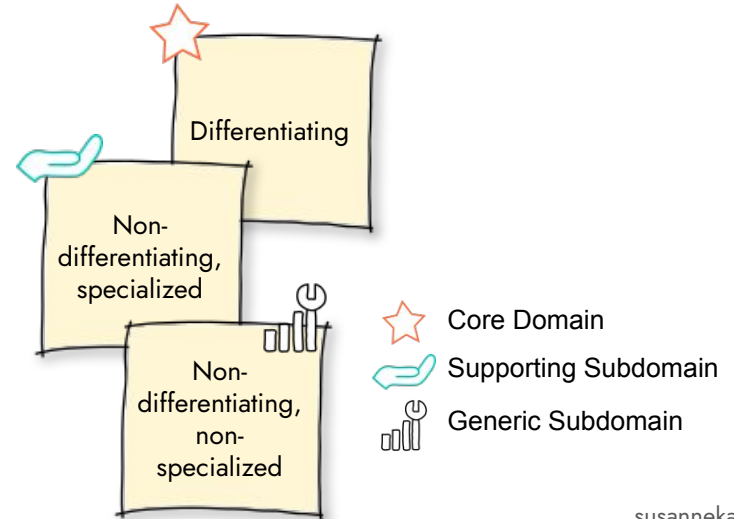 Differentiating
Non-
differentiating,
specialized
Non-
differentiating,
non-
specialized
Core Domain
Supporting Subdomain
Generic Subdomain